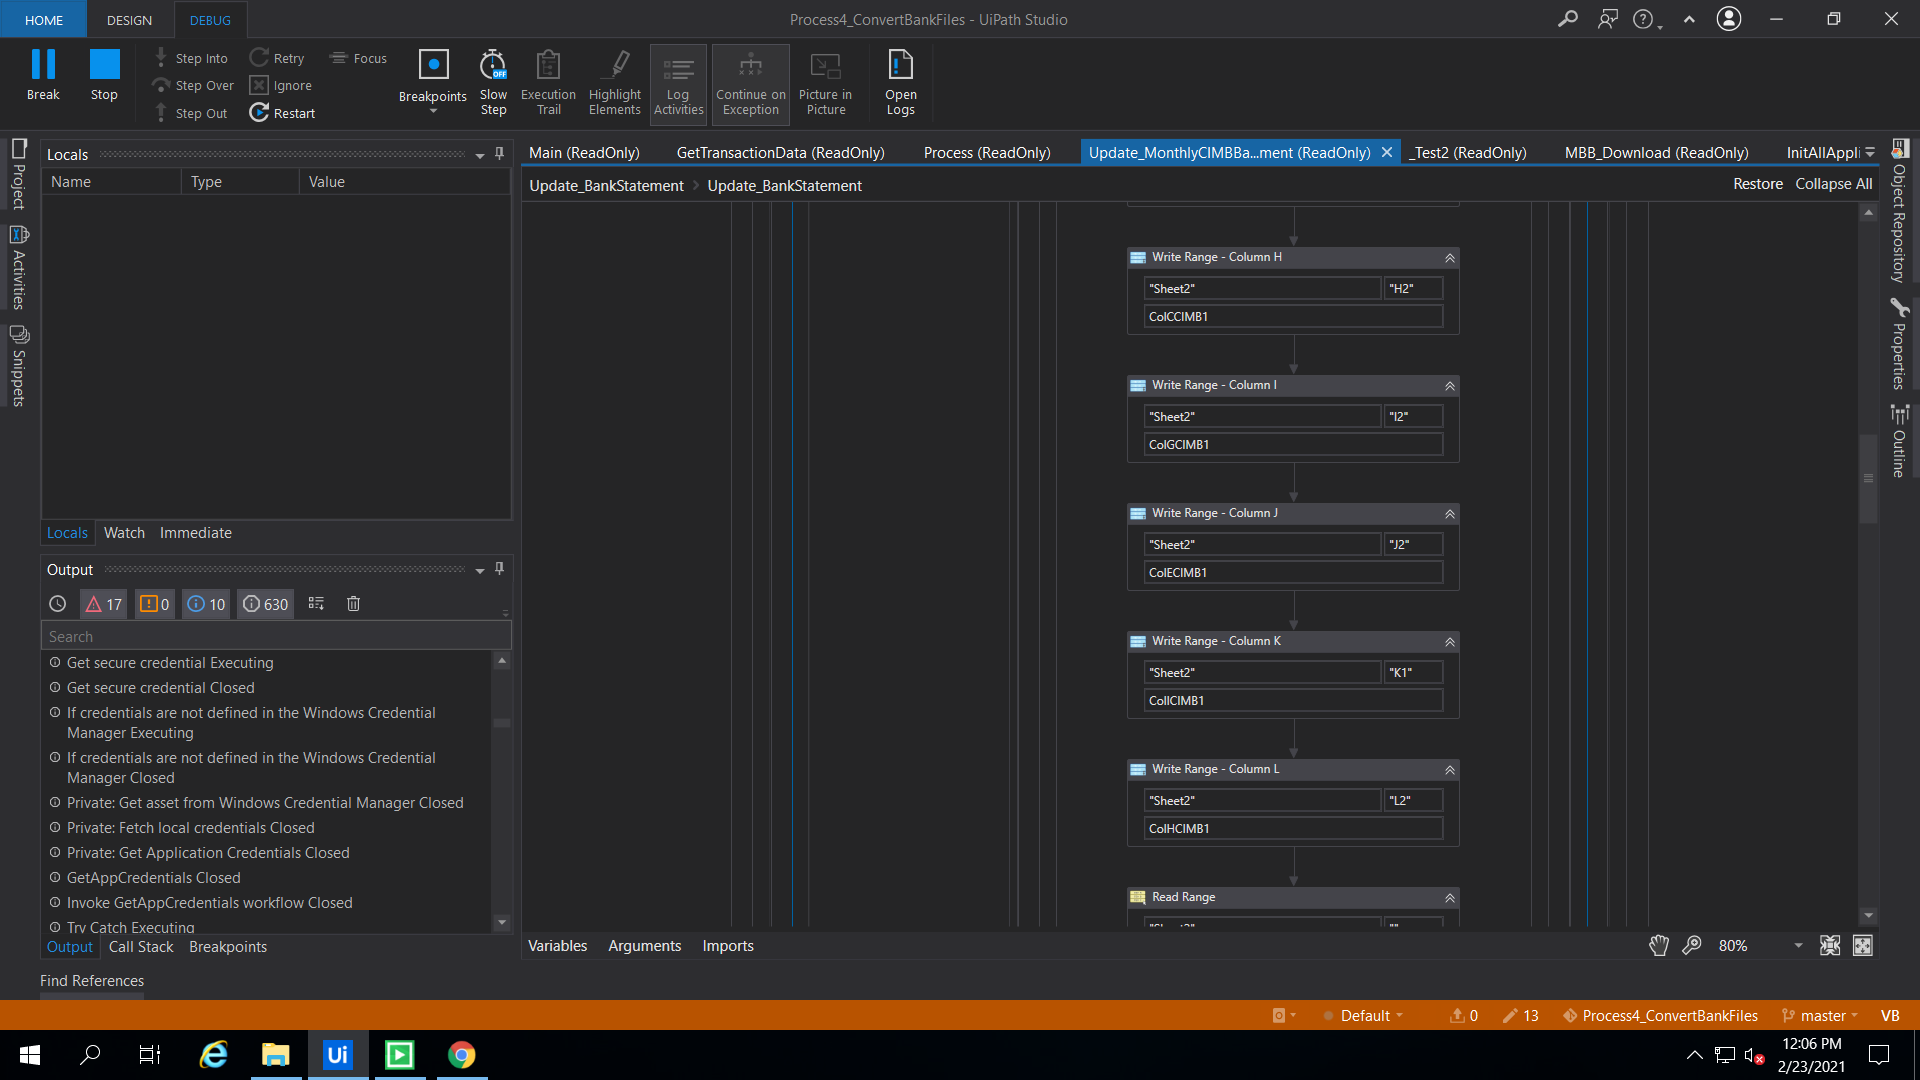 HOME
DESIGN
DEBUG
Process4_ConvertBankFiles - UiPath Studio
Break
Stop
Step Into
Step Over
Step Out
Retry
Ignore
Restart
Focus
Breakpoints
Slow Step
OFF
Execution Trail
Highlight Elements
Log Activities
Continue on Exception
Picture in Picture
Open Logs
Project
Activities
Snippets
Locals
Name
Type
Value
Locals
Watch
Immediate
Output
17
0
10
630
Search
Get secure credential Executing
Get secure credential Closed
If credentials are not defined in the Windows Credential
Manager Executing
If credentials are not defined in the Windows Credential
Manager Closed
Private: Get asset from Windows Credential Manager Closed
Private: Fetch local credentials Closed
Private: Get Application Credentials Closed
GetAppCredentials Closed
Invoke GetAppCredentials workflow Closed
Try Catch Executing
Output
Call Stack
Breakpoints
Find References
Main (ReadOnly)
GetTransactionData (ReadOnly)
Process (ReadOnly)
Update_MonthlyCIMBBa...ment (ReadOnly)
_Test2 (ReadOnly)
MBB_Download (ReadOnly)
InitAllAppli
Update_BankStatement
Update_BankStatement
Restore
Collapse All
Write Range - Column H
"Sheet2"
"H2"
ColCCIMB1
Write Range - Column I
"Sheet2"
"I2"
ColGCIMB1
Write Range - Column J
"Sheet2"
"J2"
ColECIMB1
Write Range - Column K
"Sheet2"
"K1"
ColICIMB1
Write Range - Column L
"Sheet2"
"L2"
ColHCIMB1
Read Range
"Sheet2"
""
Variables
Arguments
Imports
80%
Object Repository
Properties
Outline
Default
0
13
Process4_ConvertBankFiles
master
VB
Ui
12:06 PM
2/23/2021